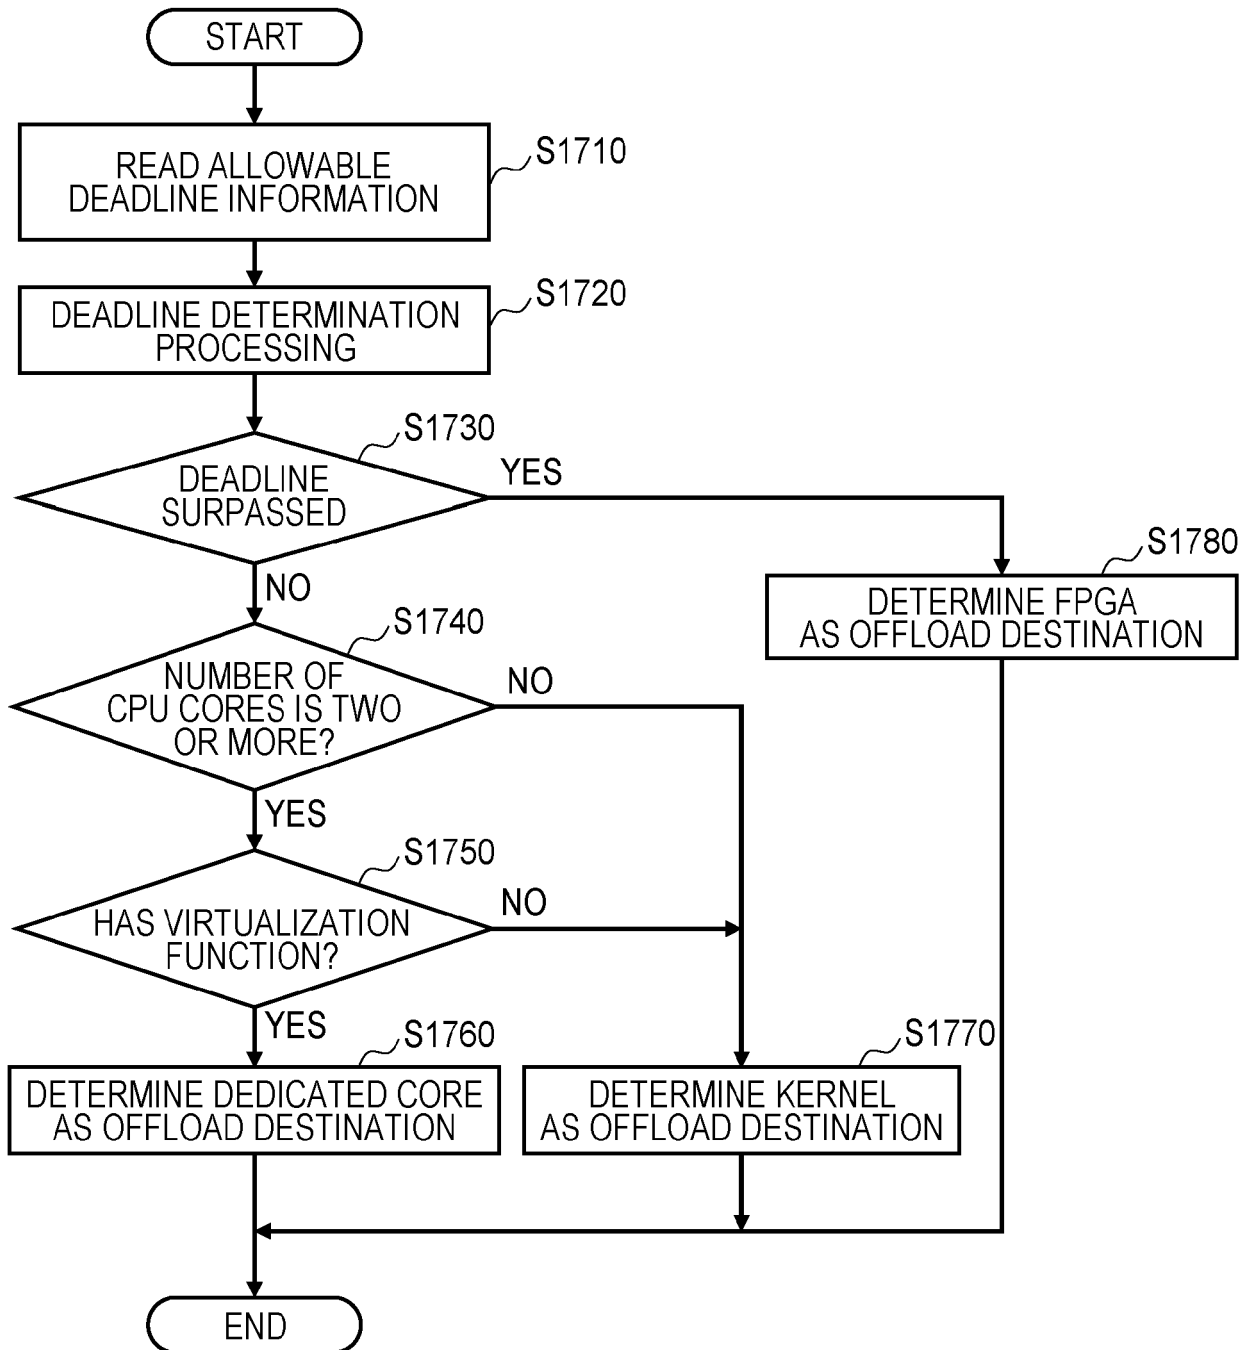 START
S1710
READ ALLOWABLE
DEADLINE INFORMATION
S1720
DEADLINE DETERMINATION
PROCESSING
S1730
DEADLINE
SURPASSED
YES
NO
S1780
DETERMINE FPGA
AS OFFLOAD DESTINATION
S1740
NUMBER OF
CPU CORES IS TWO
OR MORE?
NO
YES
S1750
HAS VIRTUALIZATION
FUNCTION?
NO
YES
S1760
DETERMINE DEDICATED CORE
AS OFFLOAD DESTINATION
S1770
DETERMINE KERNEL
AS OFFLOAD DESTINATION
END